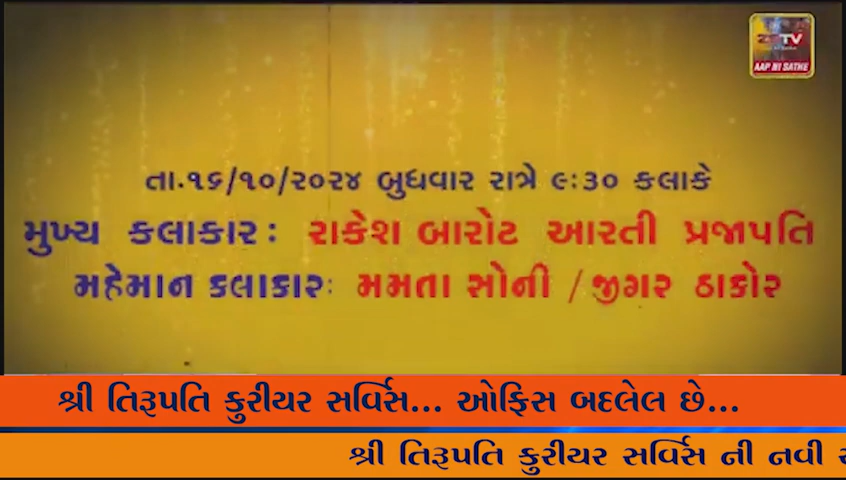 AAP NI SATHE
તા.૧૬/૧૦/૨૦૨૪ બુધવાર રાત્રે ૯:૩૦ કલાકે
મુખ્ય કલાકાર: રાકેશ બારોટ આરતી પ્રજાપતિ
મહેમાન કલાકાર: મમતા સોની / જીગર ઠાકોર
શ્રી તિરૂપતિ કુરીયર સર્વિસ... ઓફિસ બદલેલ છે...
શ્રી તિરૂપતિ કુરીયર સર્વિસ ની નવી